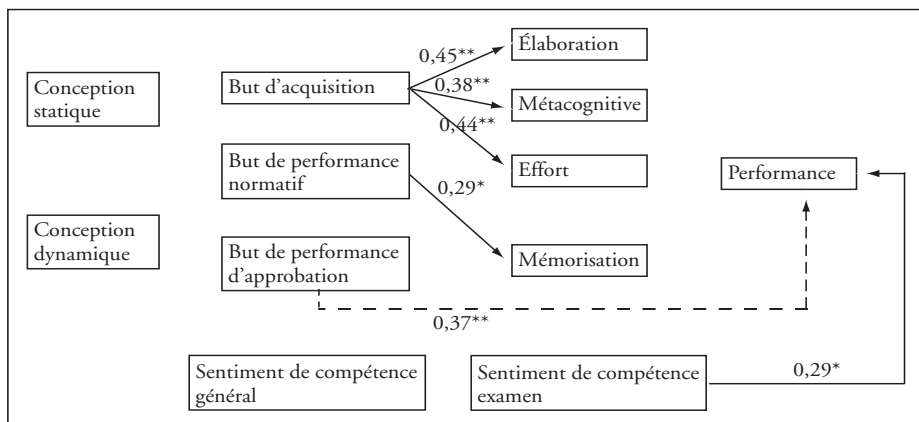 Élaboration
0,45**
Conception
statique
But d'acquisition
0,38**
Métacognitive
0,44**
But de performance
normatif
Effort
Performance
0,29*
Conception
dynamique
But de performance
d'approbation
Mémorisation
0,37**
Sentiment de compétence
général
Sentiment de compétence
examen
0,29*